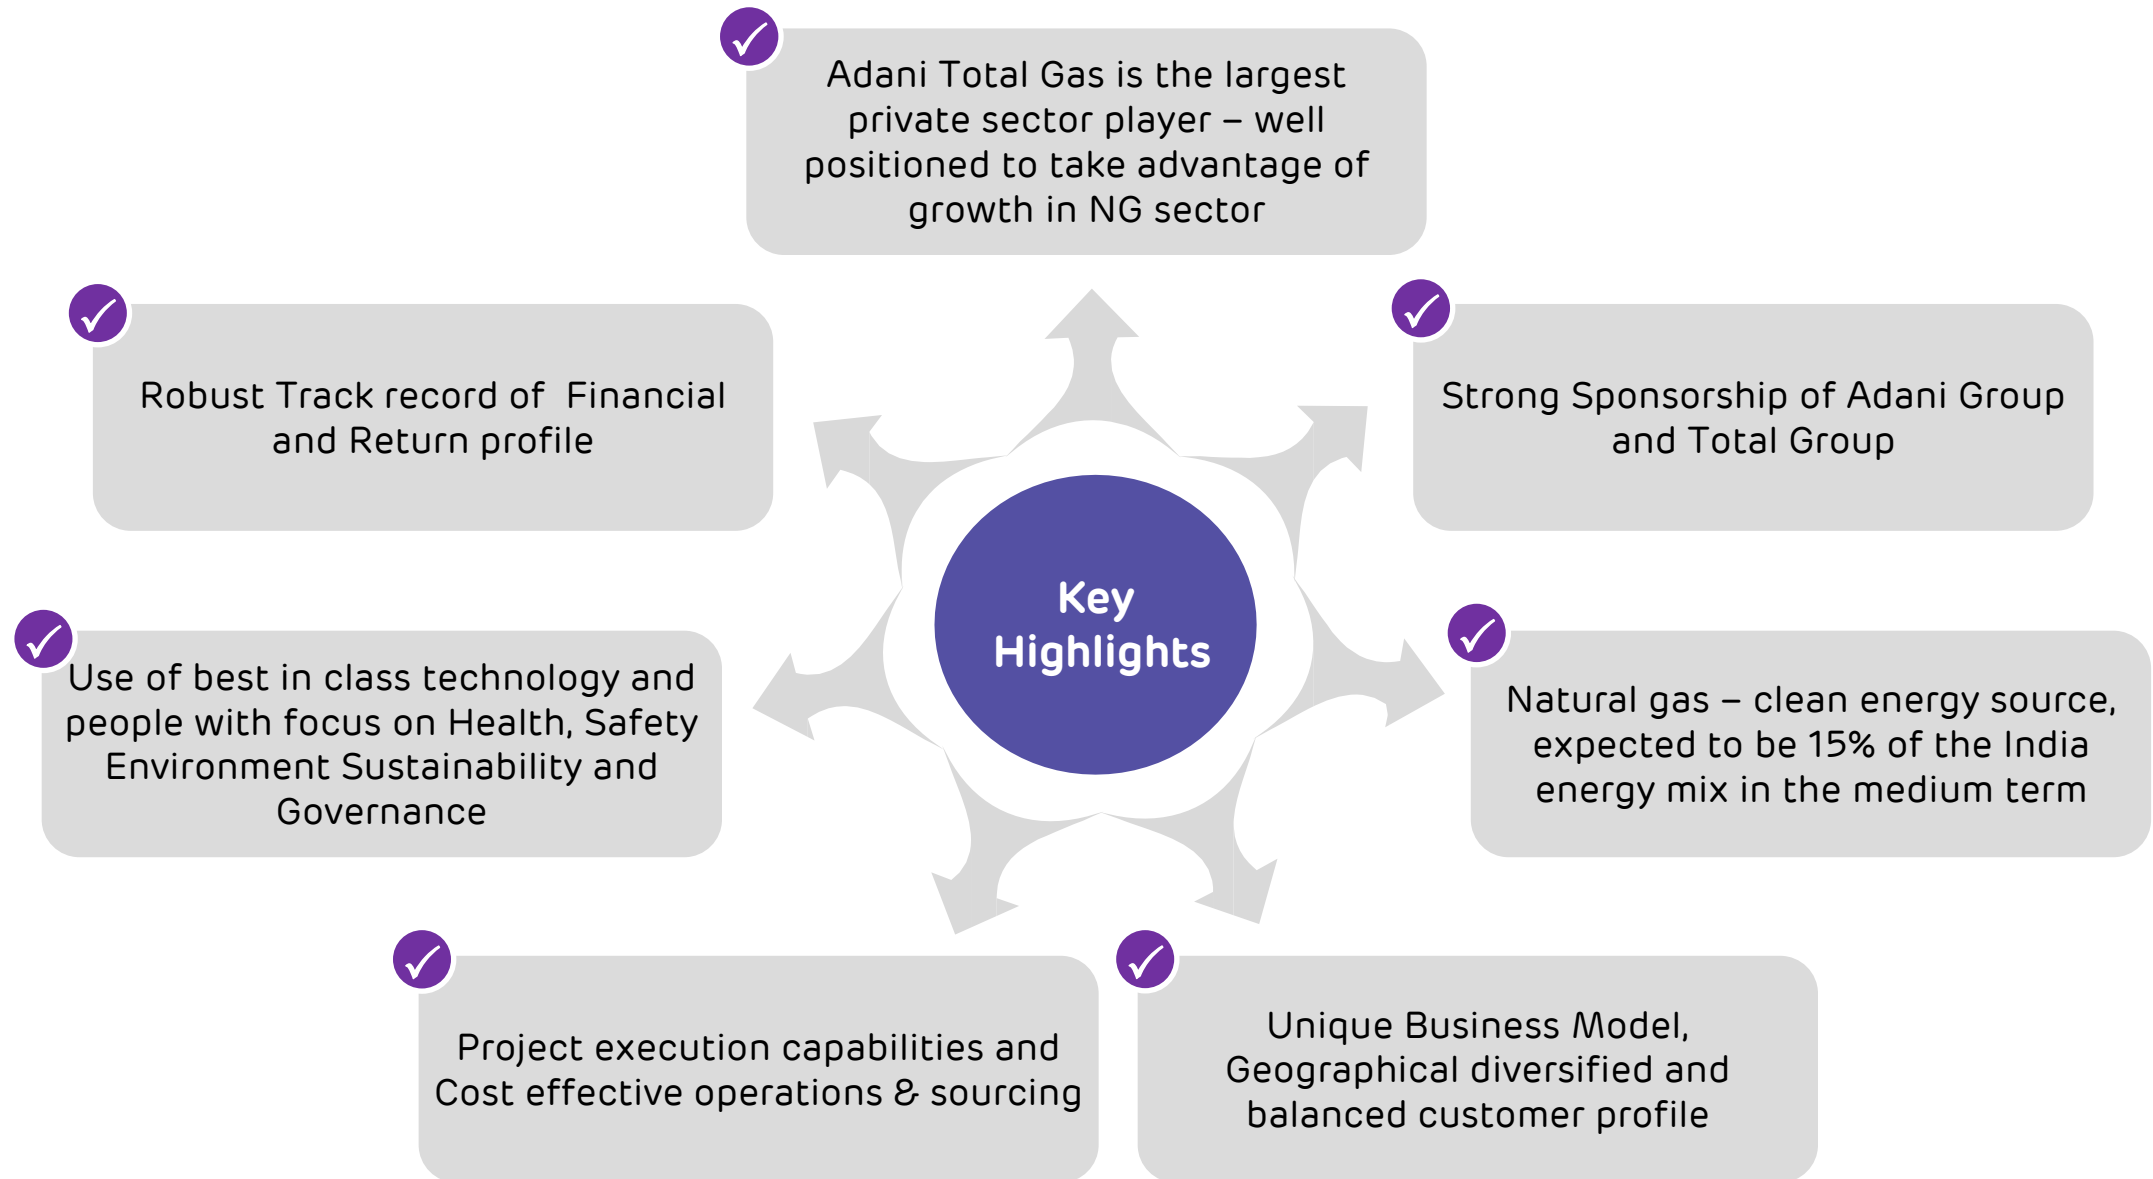 Adani Total Gas is the largest
private sector player – well
positioned to take advantage of
growth in NG sector
Robust Track record of Financial
and Return profile
Strong Sponsorship of Adani Group
and Total Group
Key
Highlights
Use of best in class technology and
people with focus on Health, Safety
Environment Sustainability and
Governance
Natural gas – clean energy source,
expected to be 15% of the India
energy mix in the medium term
Project execution capabilities and
Cost effective operations & sourcing
Unique Business Model,
Geographical diversified and
balanced customer profile